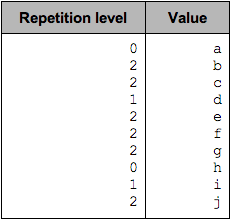 Repetition level Value
0 a
2 b
2 c
1 d
2 e
2 f
2 g
0 h
1 i
2 j